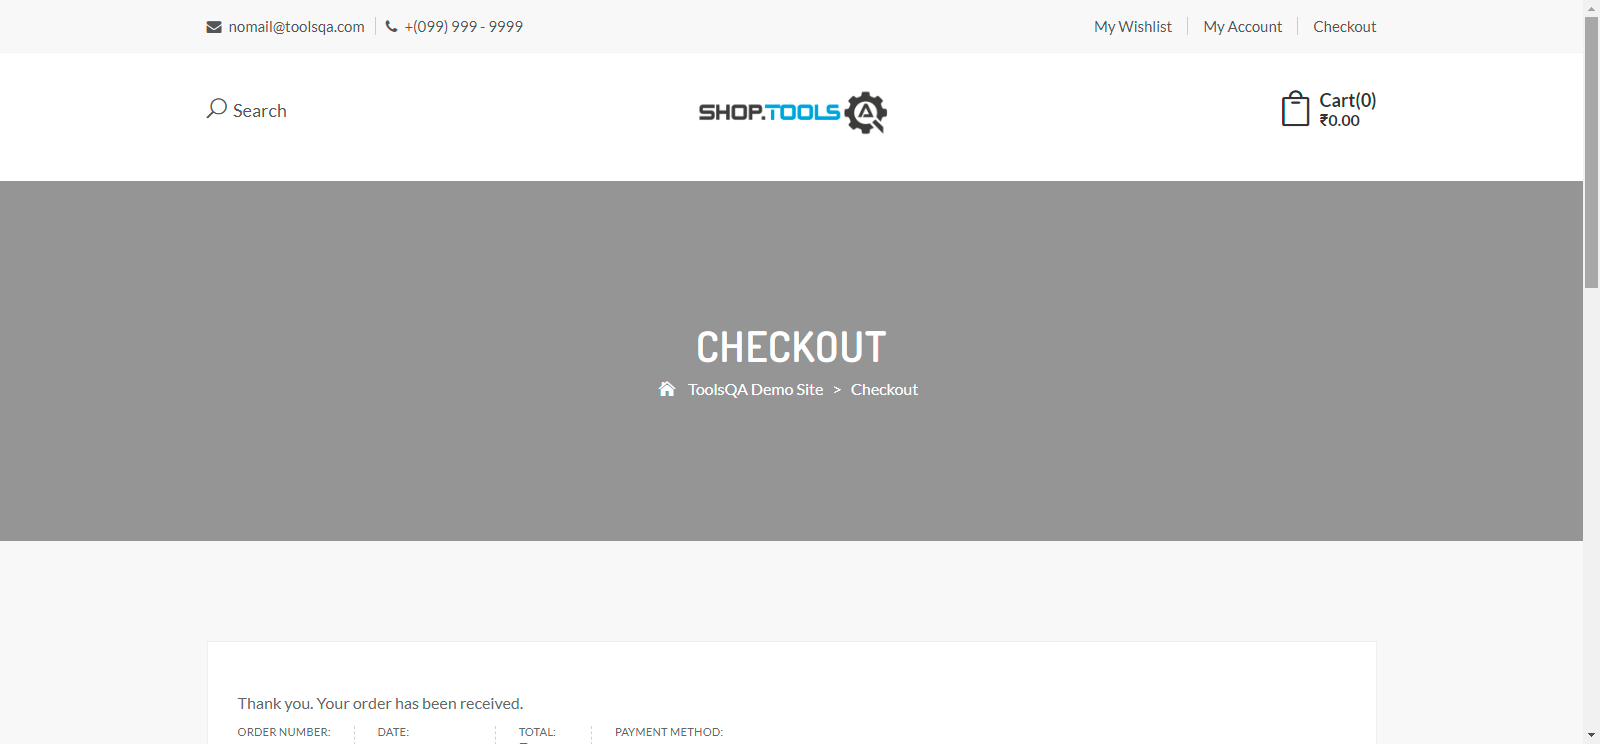 nomail@toolsqa.com +(099) 999 - 9999 My Wishlist My Account Checkout
Search SHOP.TOOLS QA Cart(0)
₹0.00
CHECKOUT
ToolsQA Demo Site > Checkout
Thank you. Your order has been received.
ORDER NUMBER: DATE: TOTAL: PAYMENT METHOD: